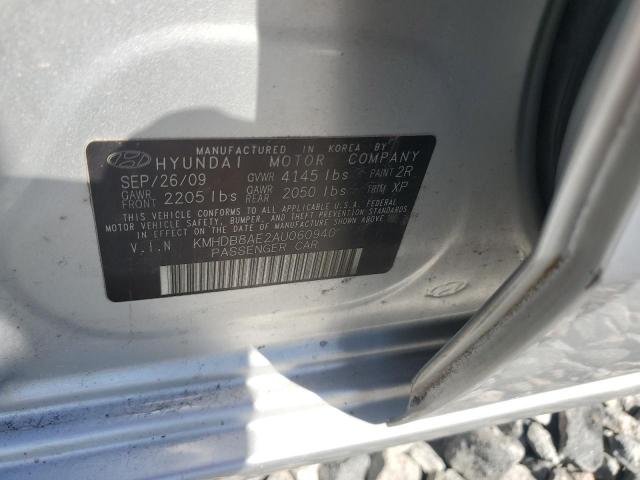 MANUFACTURED IN KOREA BY
HYUNDAI MOTOR COMPANY
SEP/26/09 GVWR 4145 lbs PAINT 2R
GAWR FRONT 2205 lbs GAWR REAR 2050 lbs TRIM XP
THIS VEHICLE CONFORMS TO ALL APPLICABLE FEDERAL
MOTOR VEHICLE SAFETY, BUMPER, AND THEFT PREVENTION
STANDARDS IN EFFECT ON THE DATE OF MANUFACTURE SHOWN ABOVE.
V.I.N KMHDB8AE2AU060940
PASSENGER CAR